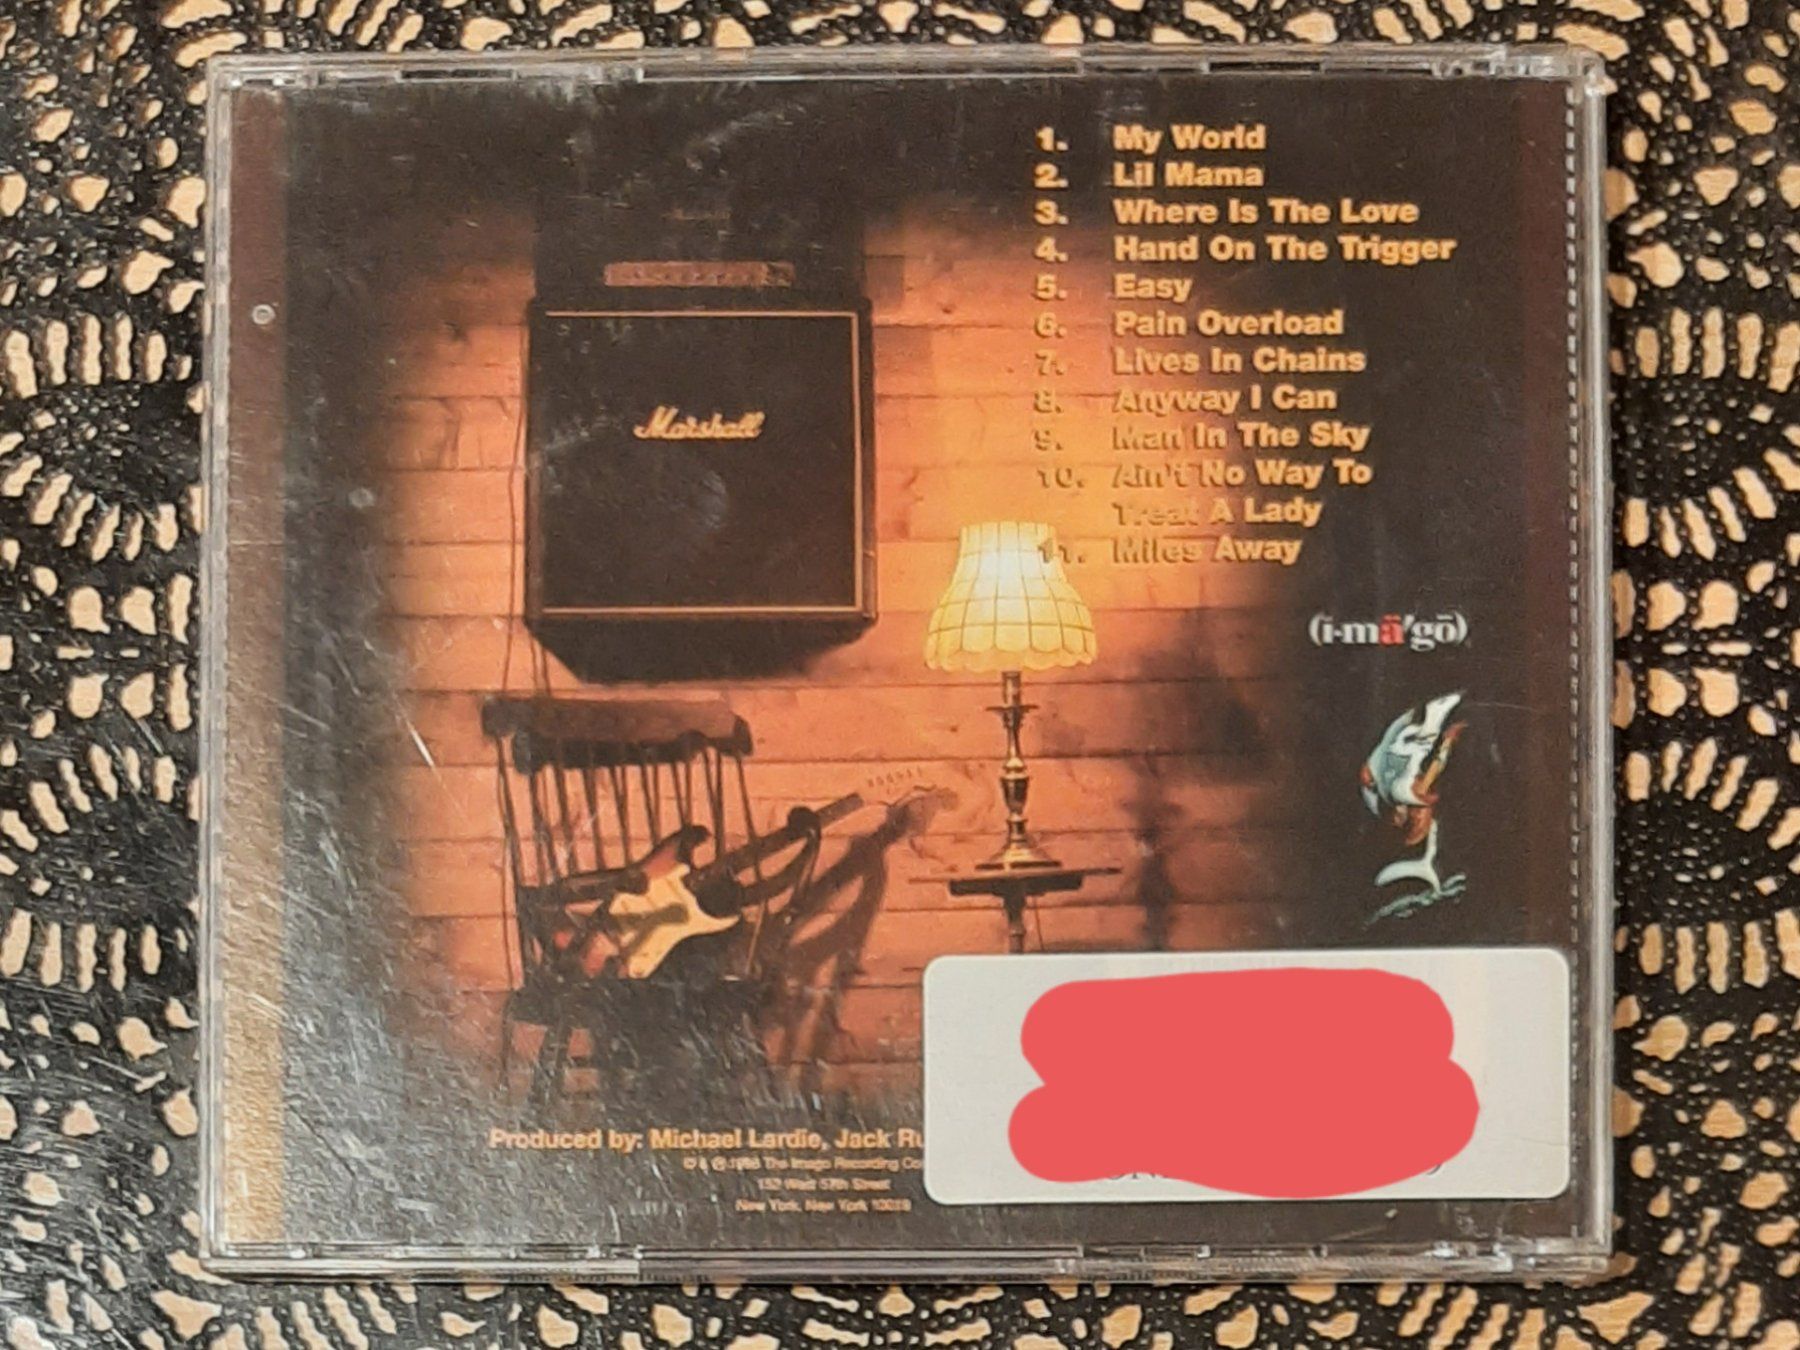 1. My World
2. Lil Mama
3. Where Is The Love
4. Hand On The Trigger
5. Easy
6. Pain Overload
7. Lives In Chains
8. Anyway I Can
9. Man In The Sky
10. Ain't No Way To
Treat A Lady
11. Miles Away
Marshall
(i·mä′gō)
Produced by: Michael Lardie, Jack
The Imago Recording
152 West 57th Street
New York, New York